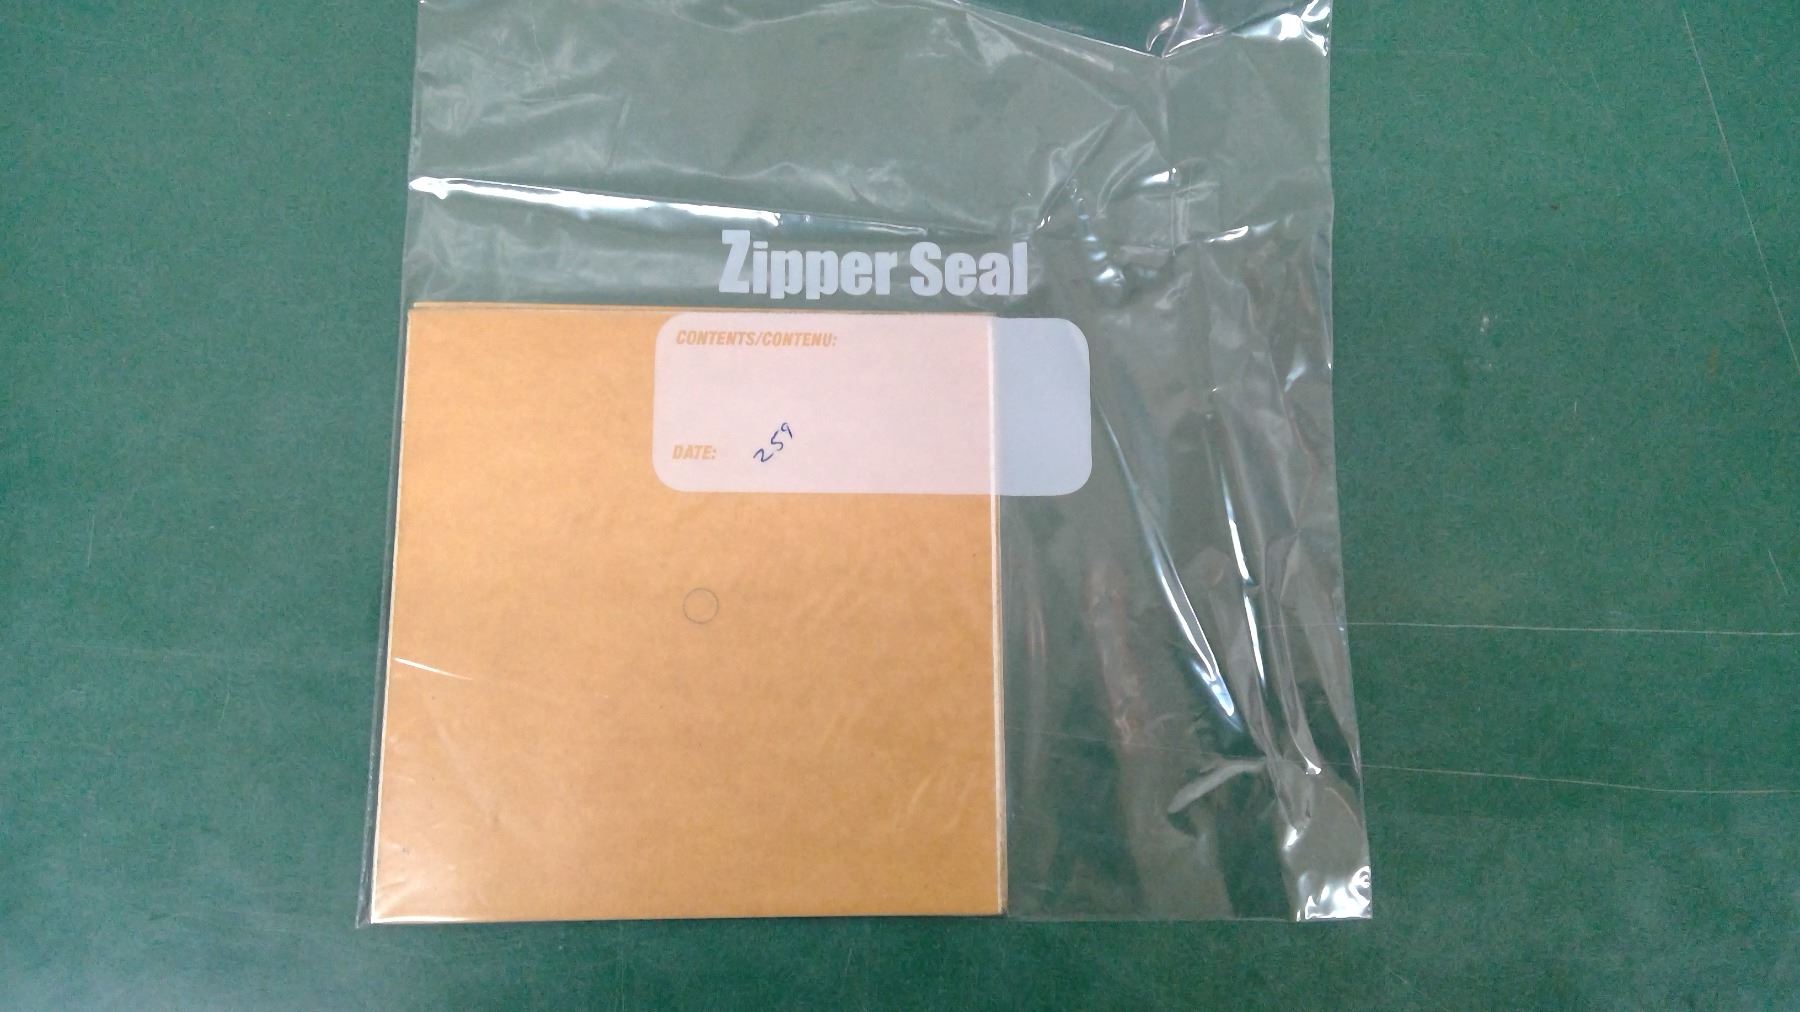 Zipper Seal
CONTENTS/CONTENU:
DATE: 259